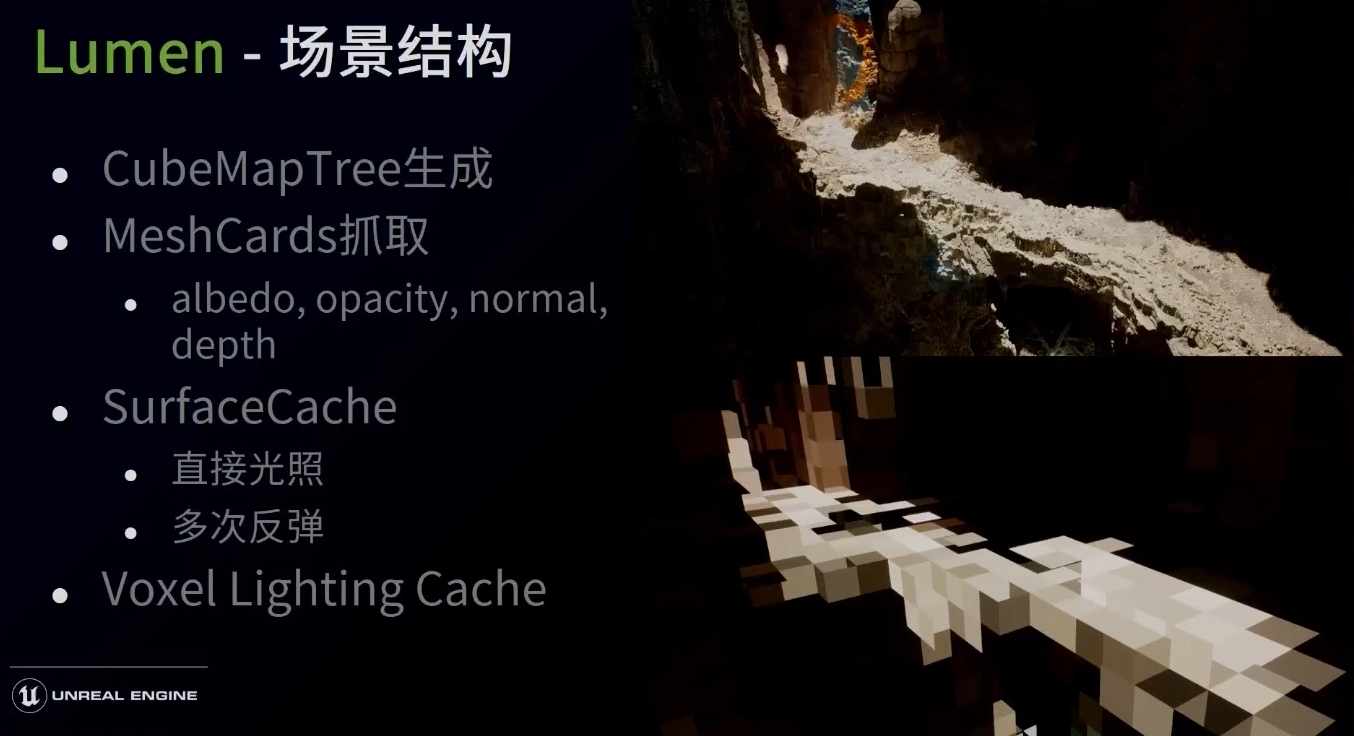 Lumen - 场景结构
CubeMapTree生成
MeshCards抓取
albedo, opacity, normal,
depth
SurfaceCache
直接光照
多次反弹
Voxel Lighting Cache
UNREAL ENGINE